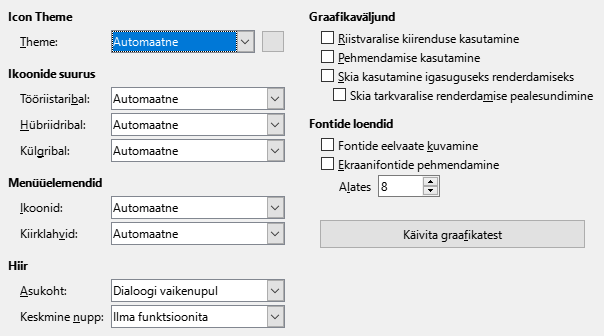 Icon Theme
Theme: Automaatne
Ikoonide suurus
Tööriistaribal: Automaatne
Hübriidribal: Automaatne
Külgribal: Automaatne
Menüüelemendid
Ikoonid: Automaatne
Kiirklahvid: Automaatne
Hiir
Asukoht: Dialoogi vaikenupul
Keskmine nupp: Ilma funktsioonita
Graafikaväljund
Riistvaralise kiirenduse kasutamine
Pehmendamise kasutamine
Skia kasutamine igasuguseks renderdamiseks
Skia tarkvaralise renderdamise pealesundimine
Fontide loendid
Fontide eelvaate kuvamine
Ekraanifontide pehmendamine
Alates 8
Käivita graafikatest